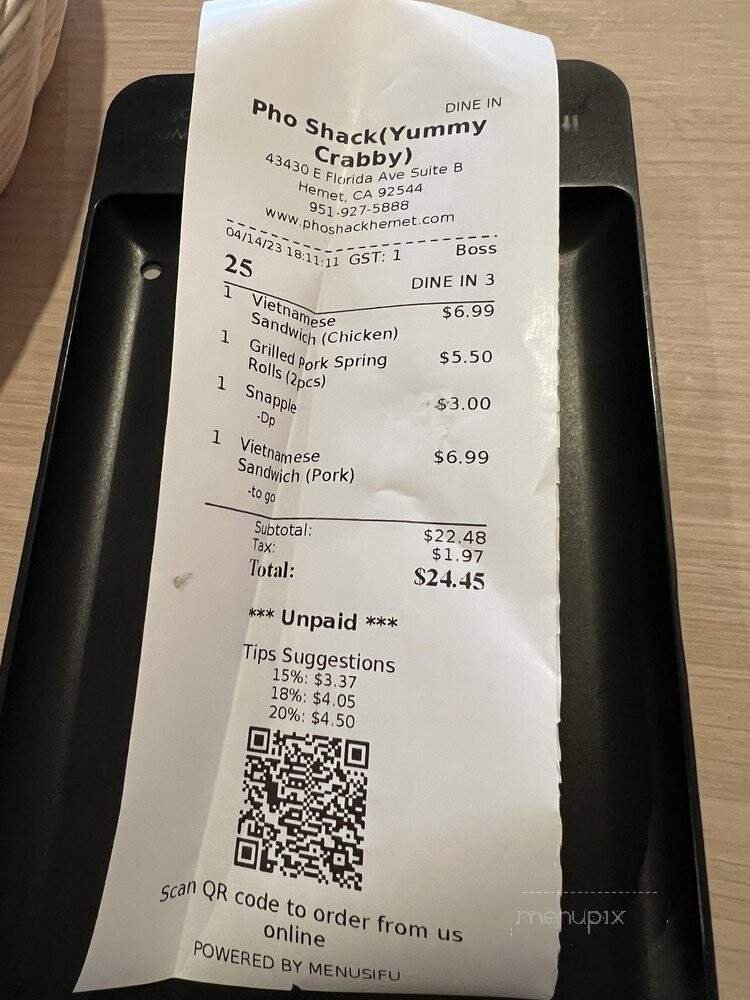 DINE IN
Pho Shack(Yummy
Crabby)
43430 E Florida Ave Suite B
Hemet, CA 92544
951-927-5888
www.phoshackhemet.com
04/14/23 18:11:11 GST: 1 Boss
25 DINE IN 3
1 Vietnamese $6.99
Sandwich (Chicken)
1 Grilled Pork Spring $5.50
Rolls (2pcs)
1 Snapple $3.00
-Dp
1 Vietnamese $6.99
Sandwich (Pork)
-to go
Subtotal: $22.48
Tax: $1.97
Total: $24.45
*** Unpaid ***
Tips Suggestions
15%: $3.37
18%: $4.05
20%: $4.50
Scan QR code to order from us
online
POWERED BY MENUSIFU
menupix